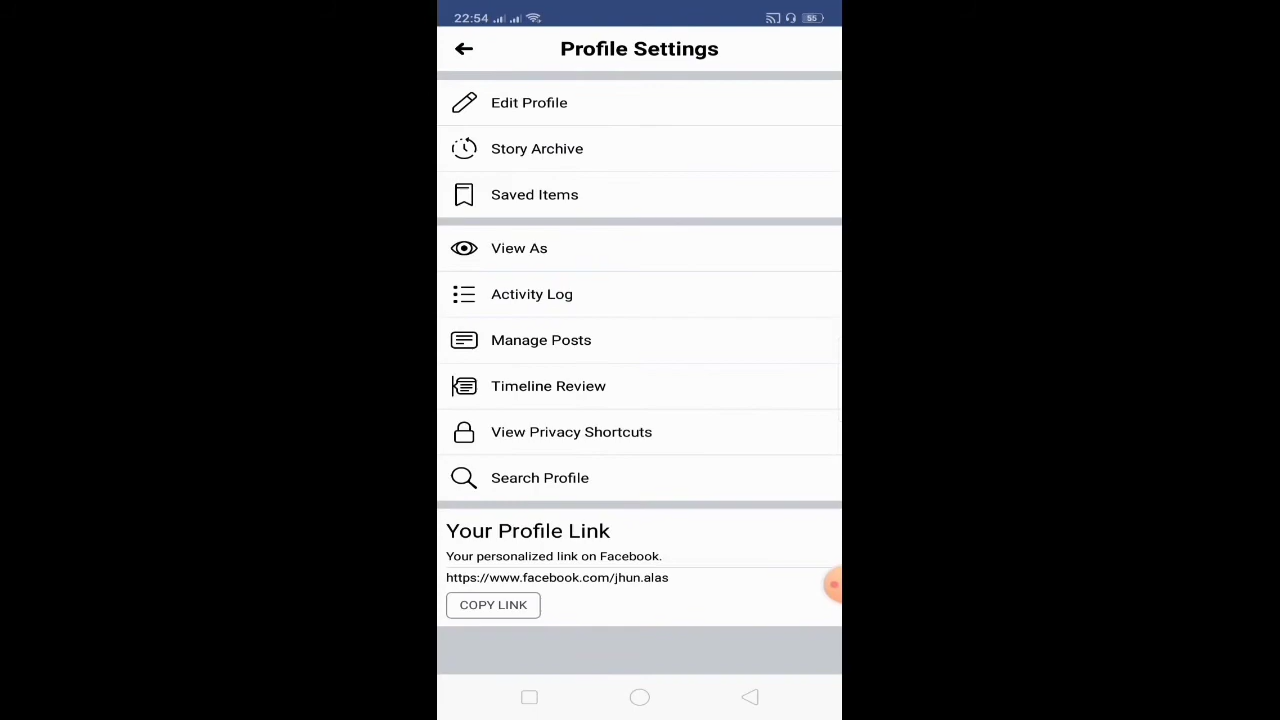 22:54 55
Profile Settings
Edit Profile
Story Archive
Saved Items
View As
Activity Log
Manage Posts
Timeline Review
View Privacy Shortcuts
Search Profile
Your Profile Link
Your personalized link on Facebook.
https://www.facebook.com/jhun.alas
COPY LINK